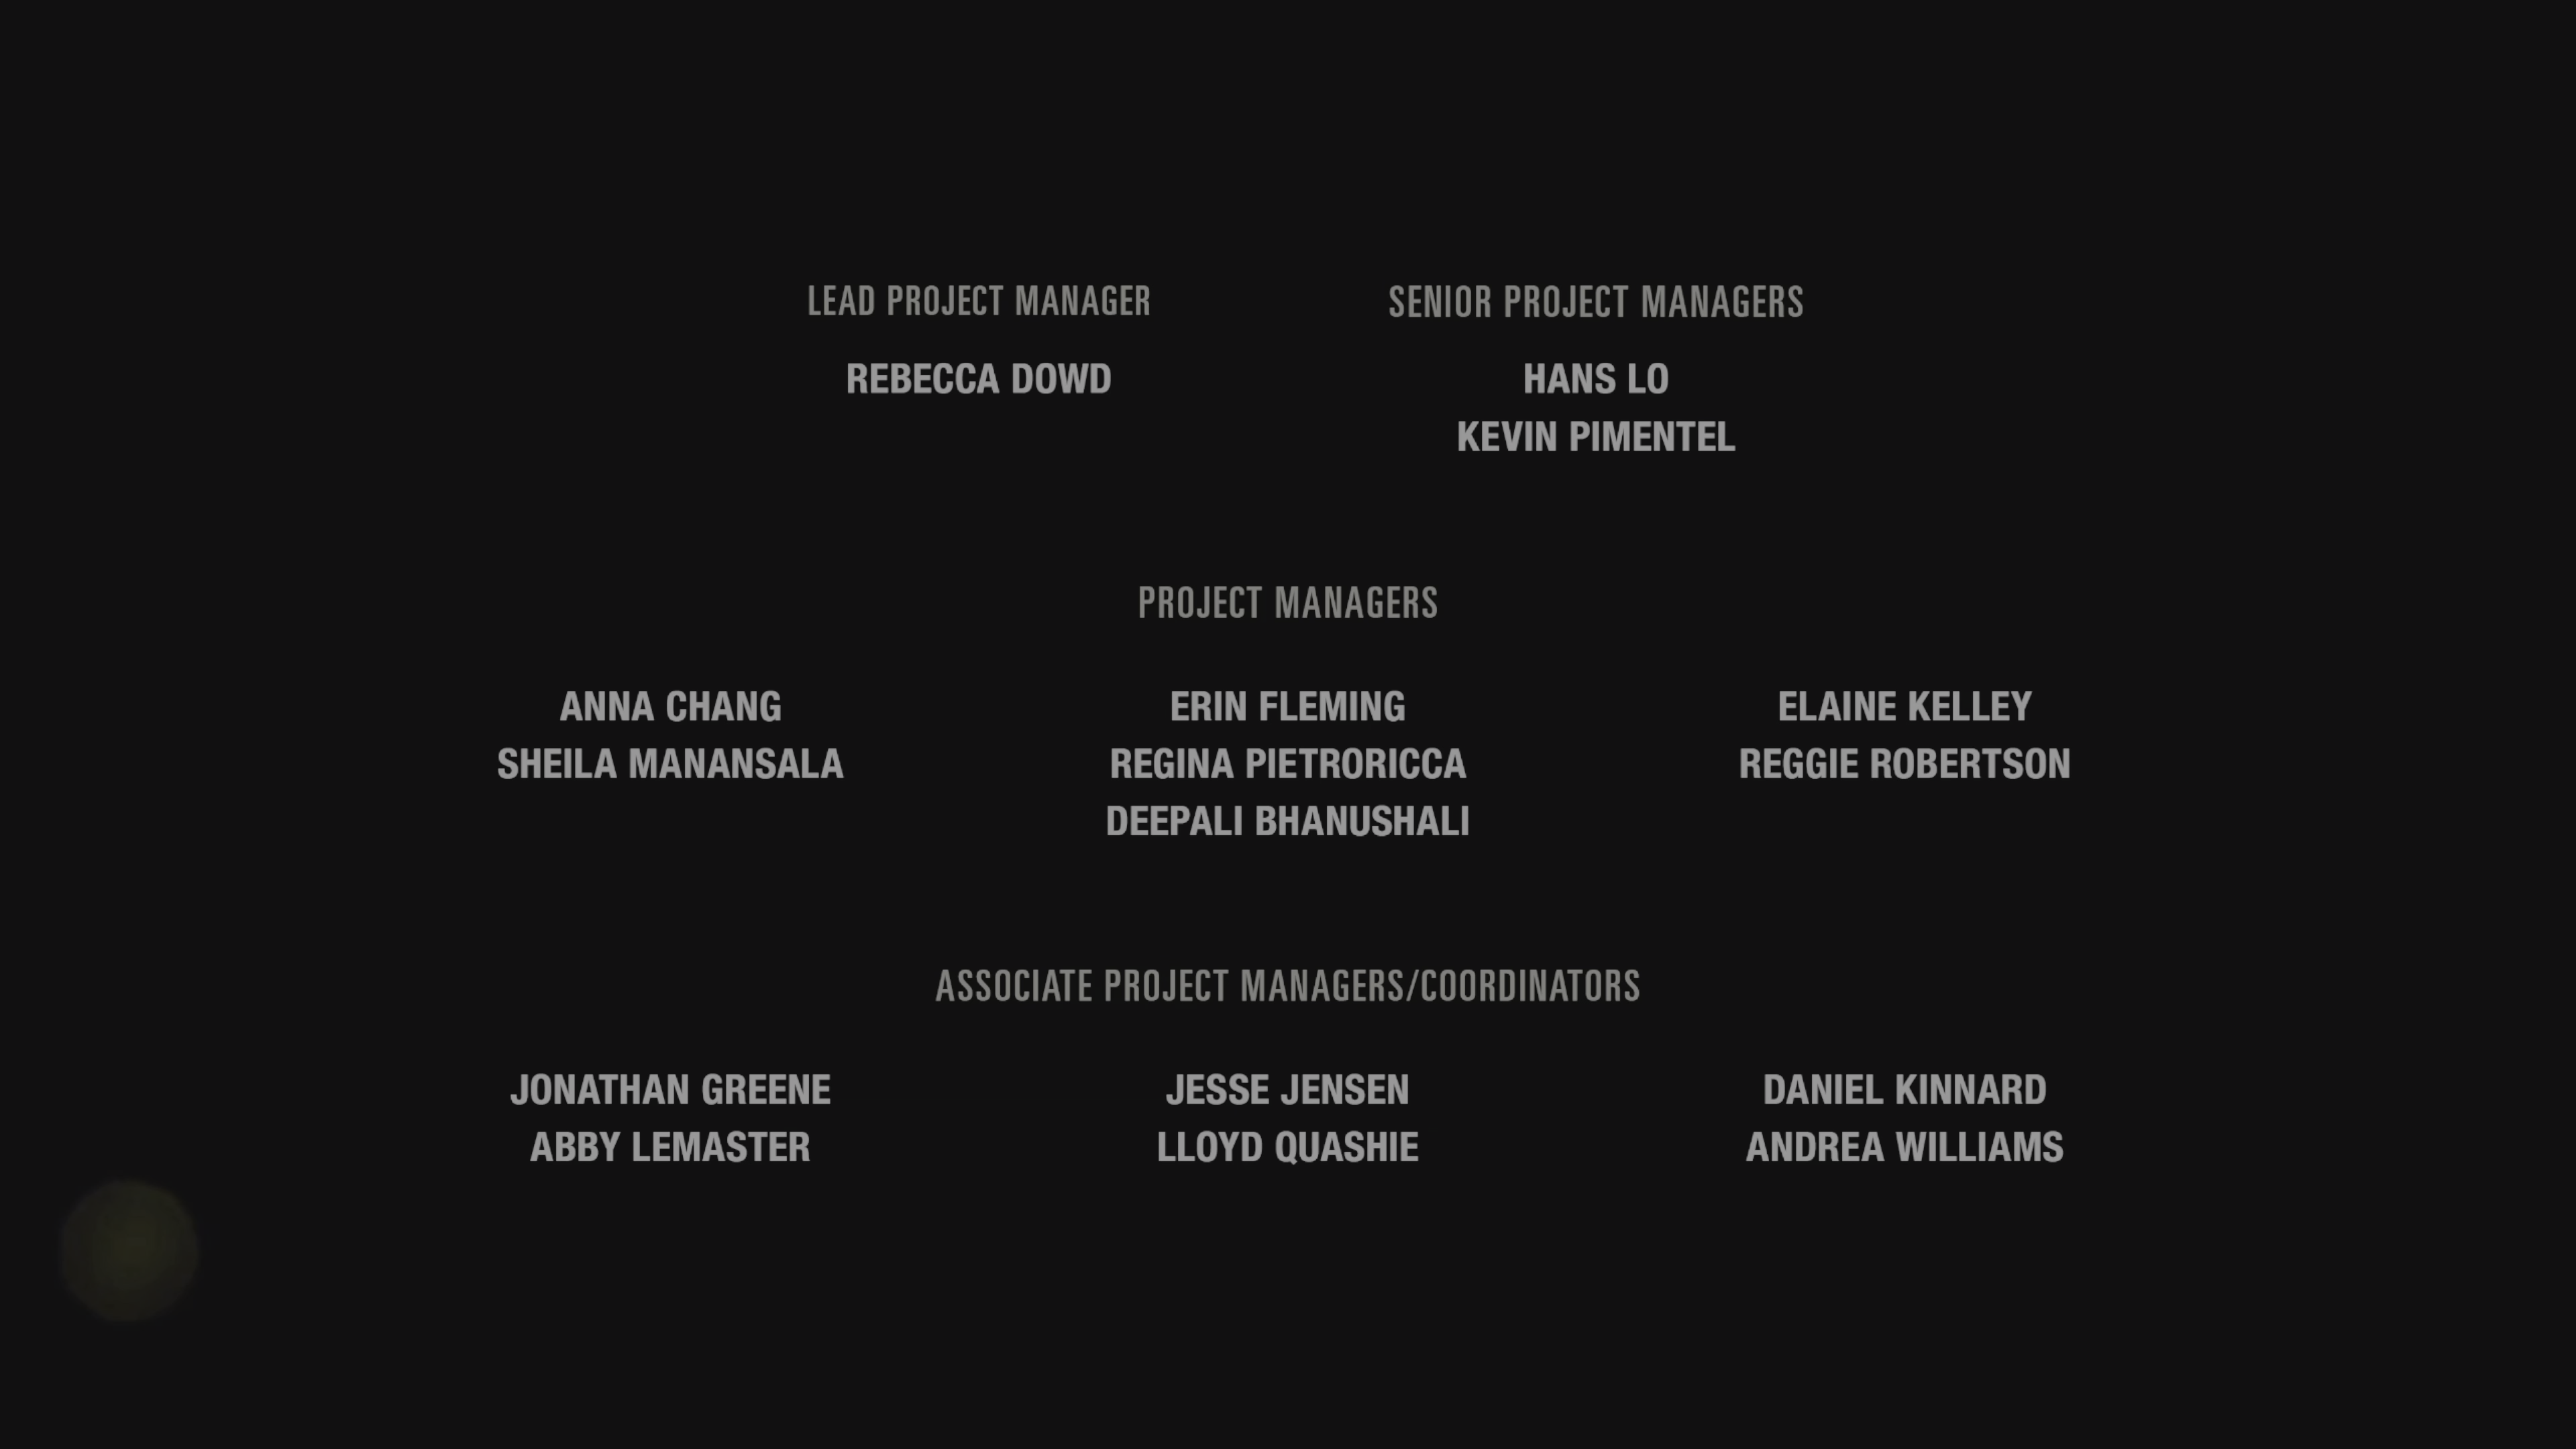 LEAD PROJECT MANAGER
REBECCA DOWD
SENIOR PROJECT MANAGERS
HANS LO
KEVIN PIMENTEL
PROJECT MANAGERS
ANNA CHANG
ERIN FLEMING
ELAINE KELLEY
SHEILA MANANSALA
REGINA PIETRORICCA
REGGIE ROBERTSON
DEEPALI BHANUSHALI
ASSOCIATE PROJECT MANAGERS/COORDINATORS
JONATHAN GREENE
JESSE JENSEN
DANIEL KINNARD
ABBY LEMASTER
LLOYD QUASHIE
ANDREA WILLIAMS